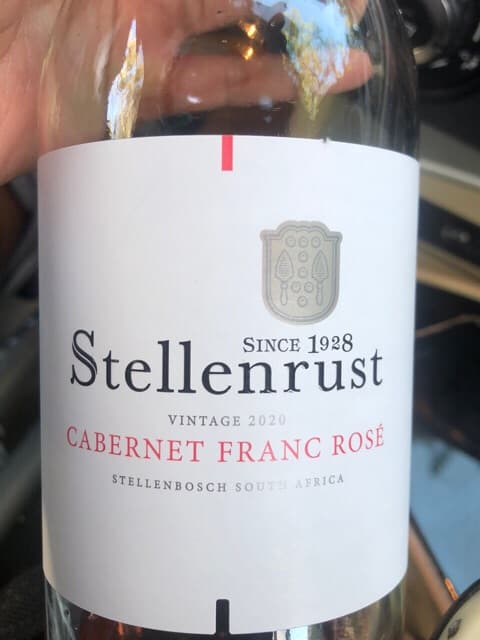 SINCE 1928
Stellenrust
VINTAGE 2020
CABERNET FRANC ROSÉ
STELLENBOSCH SOUTH AFRICA